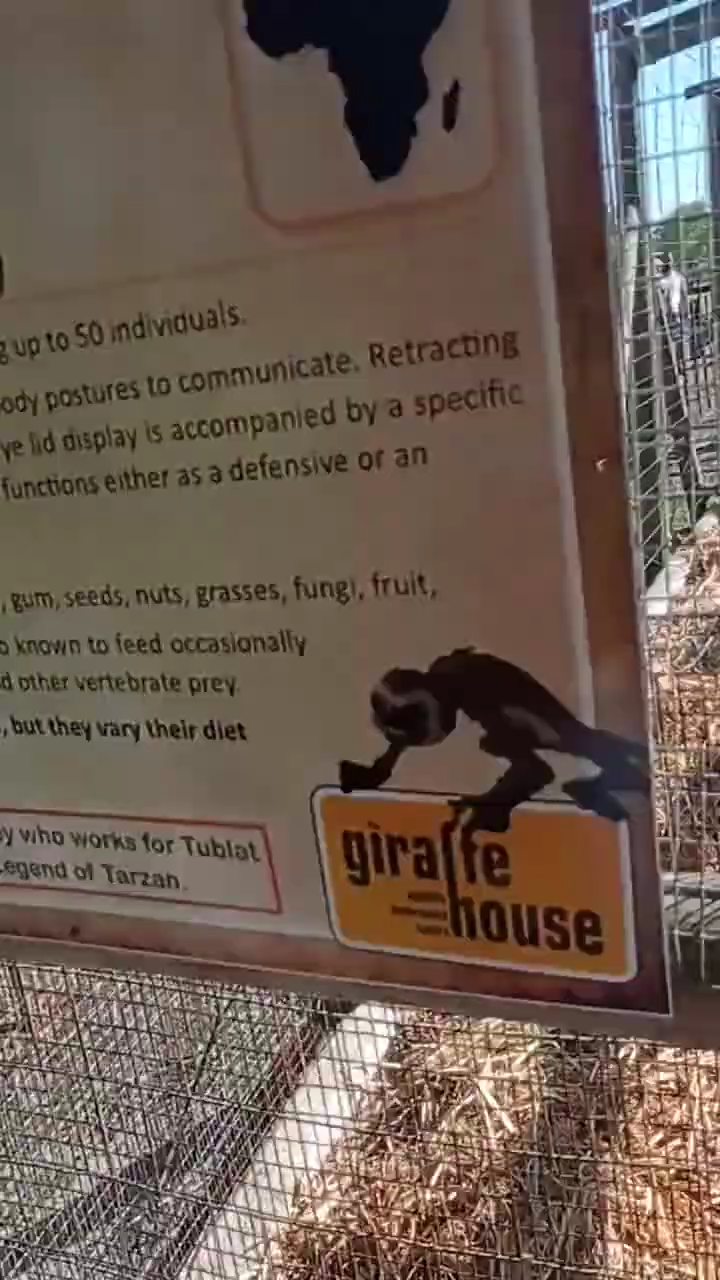 g up to 50 individuals.
ody postures to communicate. Retracting
ye lid display is accompanied by a specific
functions either as a defensive or an
, gum, seeds, nuts, grasses, fungi, fruit,
o known to feed occasionally
d other vertebrate prey.
, but they vary their diet
y who works for Tublat
Legend of Tarzan.
giraffe
house